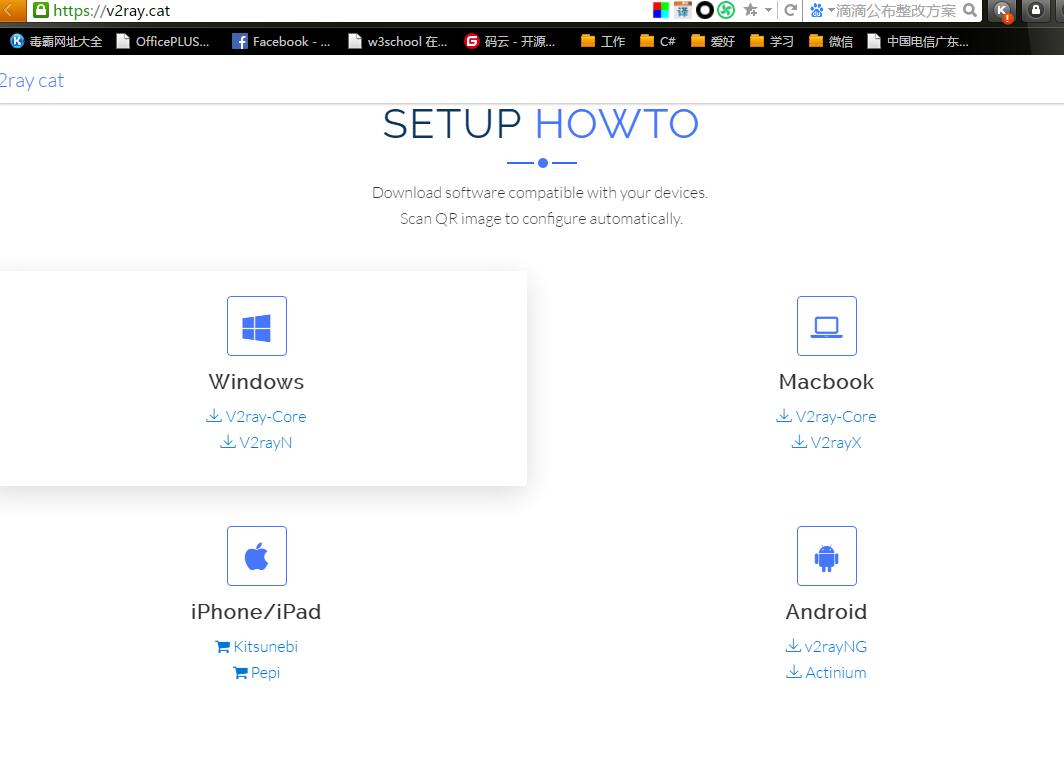 https://v2ray.cat
译
滴滴公布整改方案
毒霸网址大全 OfficePLUS... Facebook - ... w3school 在... 码云 - 开源... 工作 C# 爱好 学习 微信 中国电信广东...
2ray cat
SETUP HOWTO
Download software compatible with your devices.
Scan QR image to configure automatically.
Windows
V2ray-Core
V2rayN
Macbook
V2ray-Core
V2rayX
iPhone/iPad
Kitsunebi
Pepi
Android
v2rayNG
Actinium